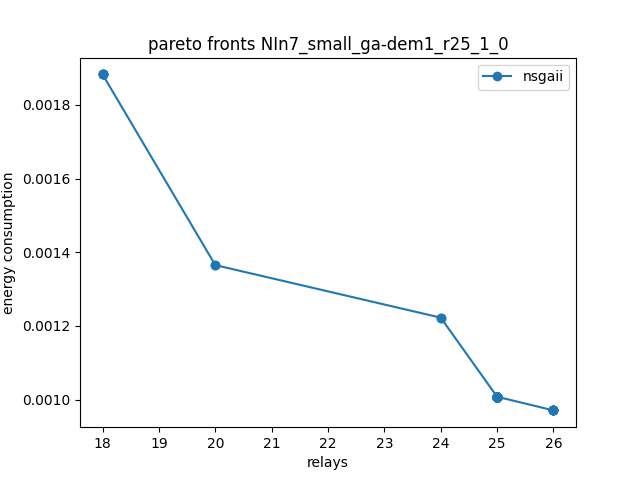 pareto fronts NIn7_small_ga-dem1_r25_1_0
nsgaii
energy consumption
0.0018
0.0016
0.0014
0.0012
0.0010
18 19 20 21 22 23 24 25 26
relays